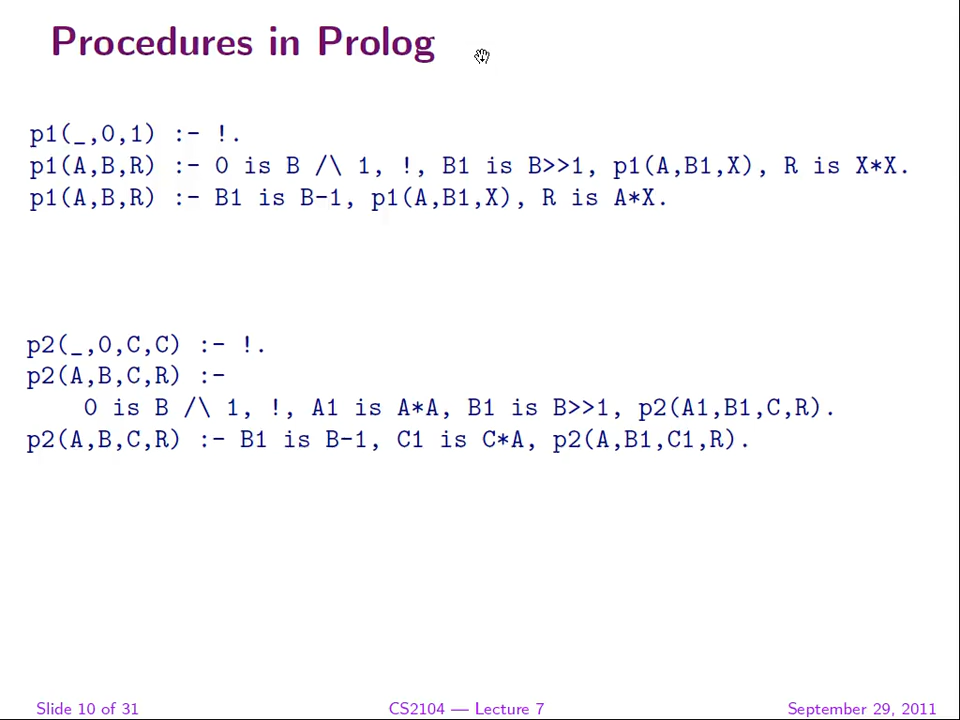 Procedures in Prolog
p1(_,0,1) :- !.
p1(A,B,R) :- 0 is B /\ 1, !, B1 is B>>1, p1(A,B1,X), R is X*X.
p1(A,B,R) :- B1 is B-1, p1(A,B1,X), R is A*X.
p2(_,0,C,C) :- !.
p2(A,B,C,R) :-
0 is B /\ 1, !, A1 is A*A, B1 is B>>1, p2(A1,B1,C,R).
p2(A,B,C,R) :- B1 is B-1, C1 is C*A, p2(A,B1,C1,R).
Slide 10 of 31 CS2104 — Lecture 7 September 29, 2011